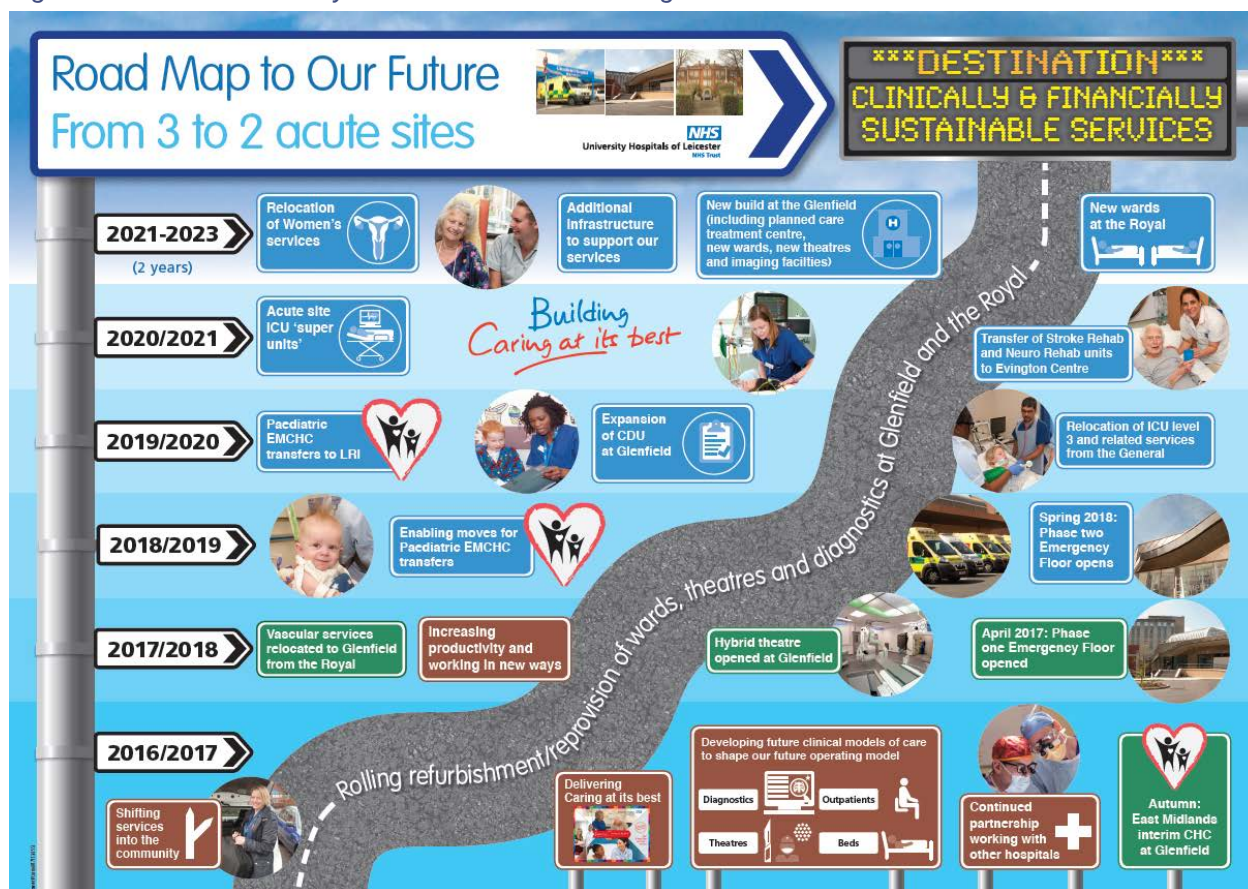 Road Map to Our Future
From 3 to 2 acute sites
NHS
University Hospitals of Leicester
NHS Trust
***DESTINATION***
CLINICALLY & FINANCIALLY
SUSTAINABLE SERVICES
2021-2023
(2 years)
Relocation
of Women's
services
Additional
infrastructure
to support our
services
New build at the Glenfield
(including planned care
treatment centre,
new wards, new theatres
and imaging facilties)
H
New wards
at the Royal
2020/2021
Acute site
ICU 'super
units'
Building
Caring at its best
Transfer of Stroke Rehab
and Neuro Rehab units
to Evington Centre
2019/2020
Paediatric
EMCHC
transfers to LRI
Expansion
of CDU
at Glenfield
Relocation of ICU level
3 and related services
from the General
2018/2019
Enabling moves for
Paediatric EMCHC
transfers
Spring 2018:
Phase two
Emergency
Floor opens
2017/2018
Vascular services
relocated to Glenfield
from the Royal
Increasing
productivity and
working in new ways
Hybrid theatre
opened at Glenfield
April 2017: Phase
one Emergency Floor
opened
Rolling refurbishment/reprovision of wards, theatres and diagnostics at Glenfield and the Royal
2016/2017
Shifting
services
into the
community
Delivering
Caring at its best
Developing future clinical models of care
to shape our future operating model
Diagnostics
Outpatients
Theatres
Beds
Continued
partnership
working with
other hospitals
Autumn:
East Midlands
interim CHC
at Glenfield